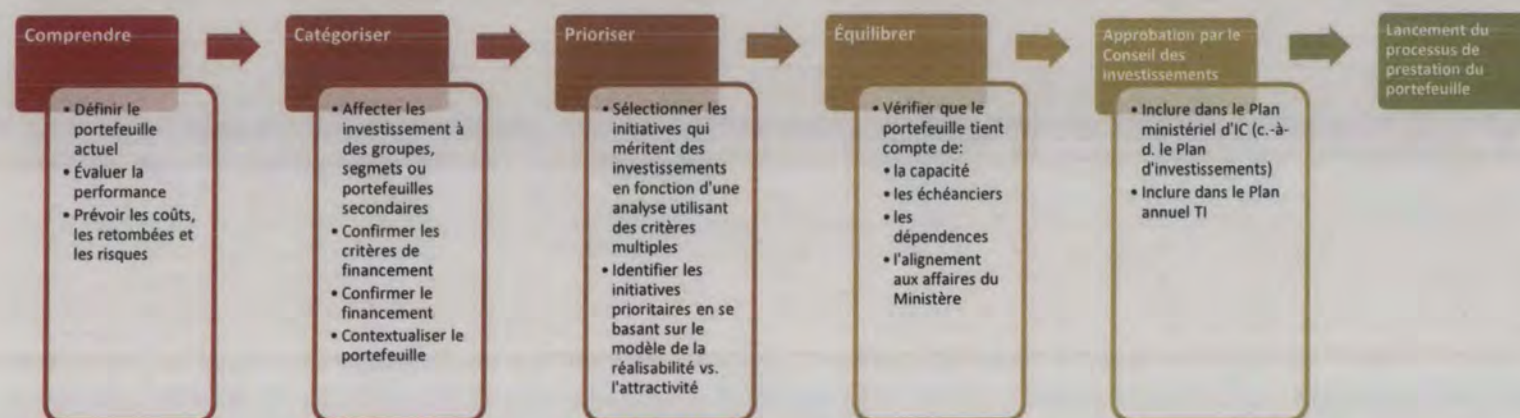 Comprendre
• Définir le
portefeuille
actuel
• Évaluer la
performance
• Prévoir les coûts,
les retombées et
les risques
Catégoriser
• Affecter les
investissement à
des groupes,
segmets ou
portefeuilles
secondaires
• Confirmer les
critères de
financement
• Confirmer le
financement
• Contextualiser le
portefeuille
Prioriser
• Sélectionner les
initiatives qui
méritent des
investissements
en fonction d'une
analyse utilisant
des critères
multiples
• Identifier les
initiatives
prioritaires en se
basant sur le
modèle de la
réalisabilité vs.
l'attractivité
Équilibrer
• Vérifier que le
portefeuille tient
compte de:
• la capacité
• les échéanciers
• les
dépendences
• l'alignement
aux affaires du
Ministère
Approbation par le
Conseil des
investissements
• Inclure dans le Plan
ministériel d'IC (c.-à-
d. le Plan
d'investissements)
• Inclure dans le Plan
annuel TI
Lancement du
processus de
prestation du
portefeuille